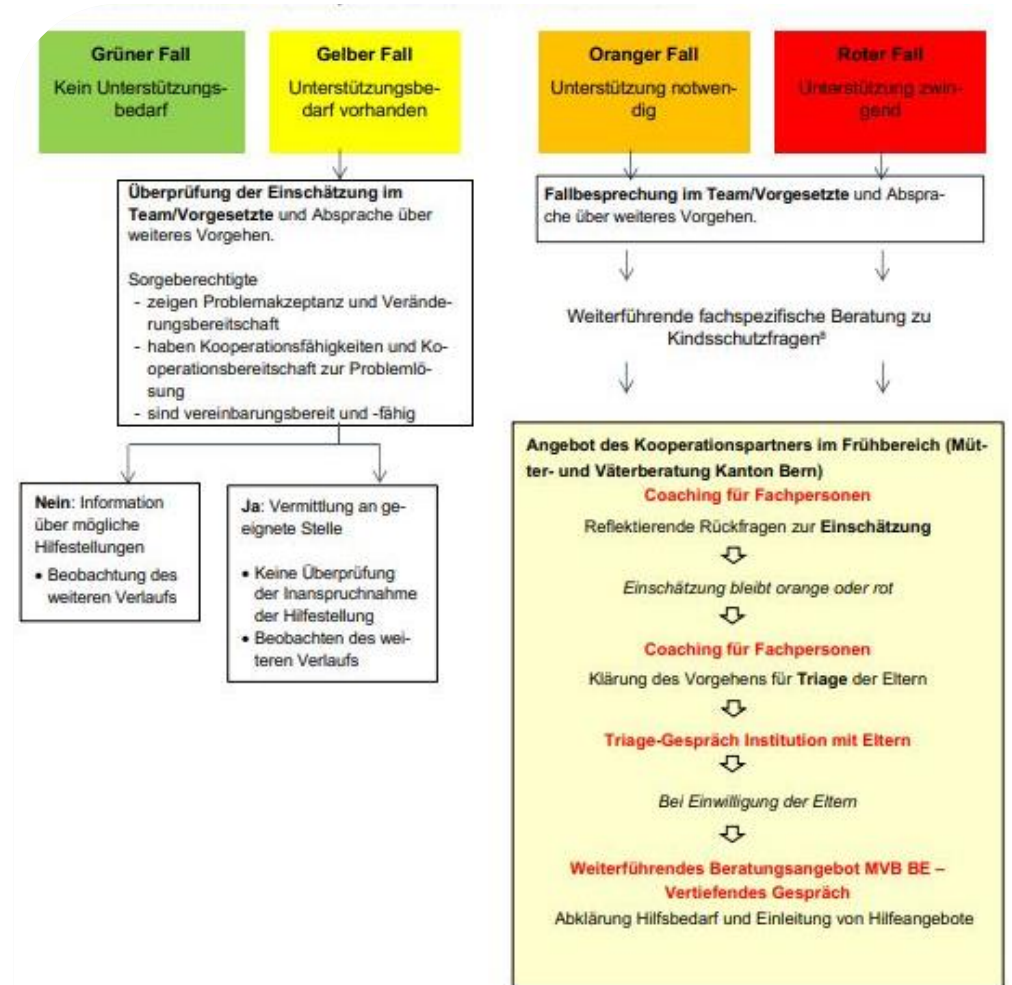 Grüner Fall
Kein Unterstützungs-
bedarf
Gelber Fall
Unterstützungsbe-
darf vorhanden
Oranger Fall
Unterstützung notwen-
dig
Roter Fall
Unterstützung zwin-
gend
Überprüfung der Einschätzung im
Team/Vorgesetzte und Absprache über
weiteres Vorgehen.
Sorgeberechtigte
- zeigen Problemakzeptanz und Verände-
rungsbereitschaft
- haben Kooperationsfähigkeiten und Ko-
operationsbereitschaft zur Problemlö-
sung
- sind vereinbarungsbereit und -fähig
Nein: Information
über mögliche
Hilfestellungen
• Beobachtung des
weiteren Verlaufs
Ja: Vermittlung an ge-
eignete Stelle
• Keine Überprüfung
der Inanspruchnahme
der Hilfestellung
• Beobachten des wei-
teren Verlaufs
Fallbesprechung im Team/Vorgesetzte und Abspra-
che über weiteres Vorgehen.
Weiterführende fachspezifische Beratung zu
Kindsschutzfragen⁸
Angebot des Kooperationspartners im Frühbereich (Müt-
ter- und Väterberatung Kanton Bern)
Coaching für Fachpersonen
Reflektierende Rückfragen zur Einschätzung
Einschätzung bleibt orange oder rot
Coaching für Fachpersonen
Klärung des Vorgehens für Triage der Eltern
Triage-Gespräch Institution mit Eltern
Bei Einwilligung der Eltern
Weiterführendes Beratungsangebot MVB BE –
Vertiefendes Gespräch
Abklärung Hilfsbedarf und Einleitung von Hilfeangebote